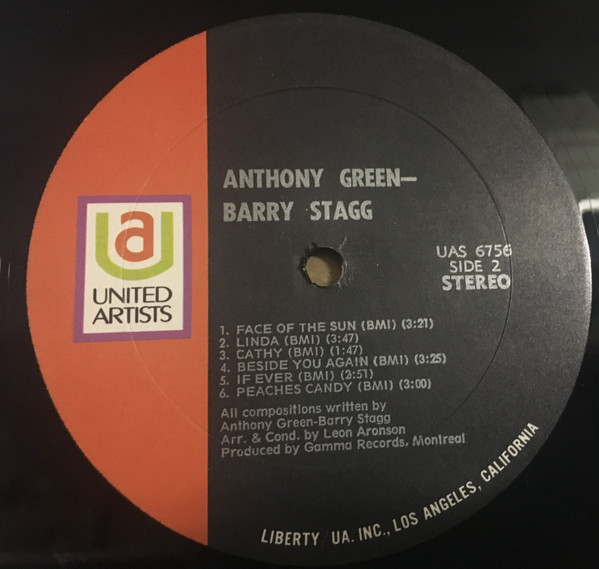 ANTHONY GREEN—
BARRY STAGG
UAS 6756
SIDE 2
STEREO
ua
UNITED
ARTISTS
1. FACE OF THE SUN (BMI) (3:21)
2. LINDA (BMI) (3:47)
3. CATHY (BMI) (1:47)
4. BESIDE YOU AGAIN (BMI) (3:25)
5. IF EVER (BMI) (2:51)
6. PEACHES CANDY (BMI) (3:00)
All compositions written by
Anthony Green-Barry Stagg
Arr. & Cond. by Leon Aronson
Produced by Gamma Records, Montreal
LIBERTY UA. INC., LOS ANGELES, CALIFORNIA